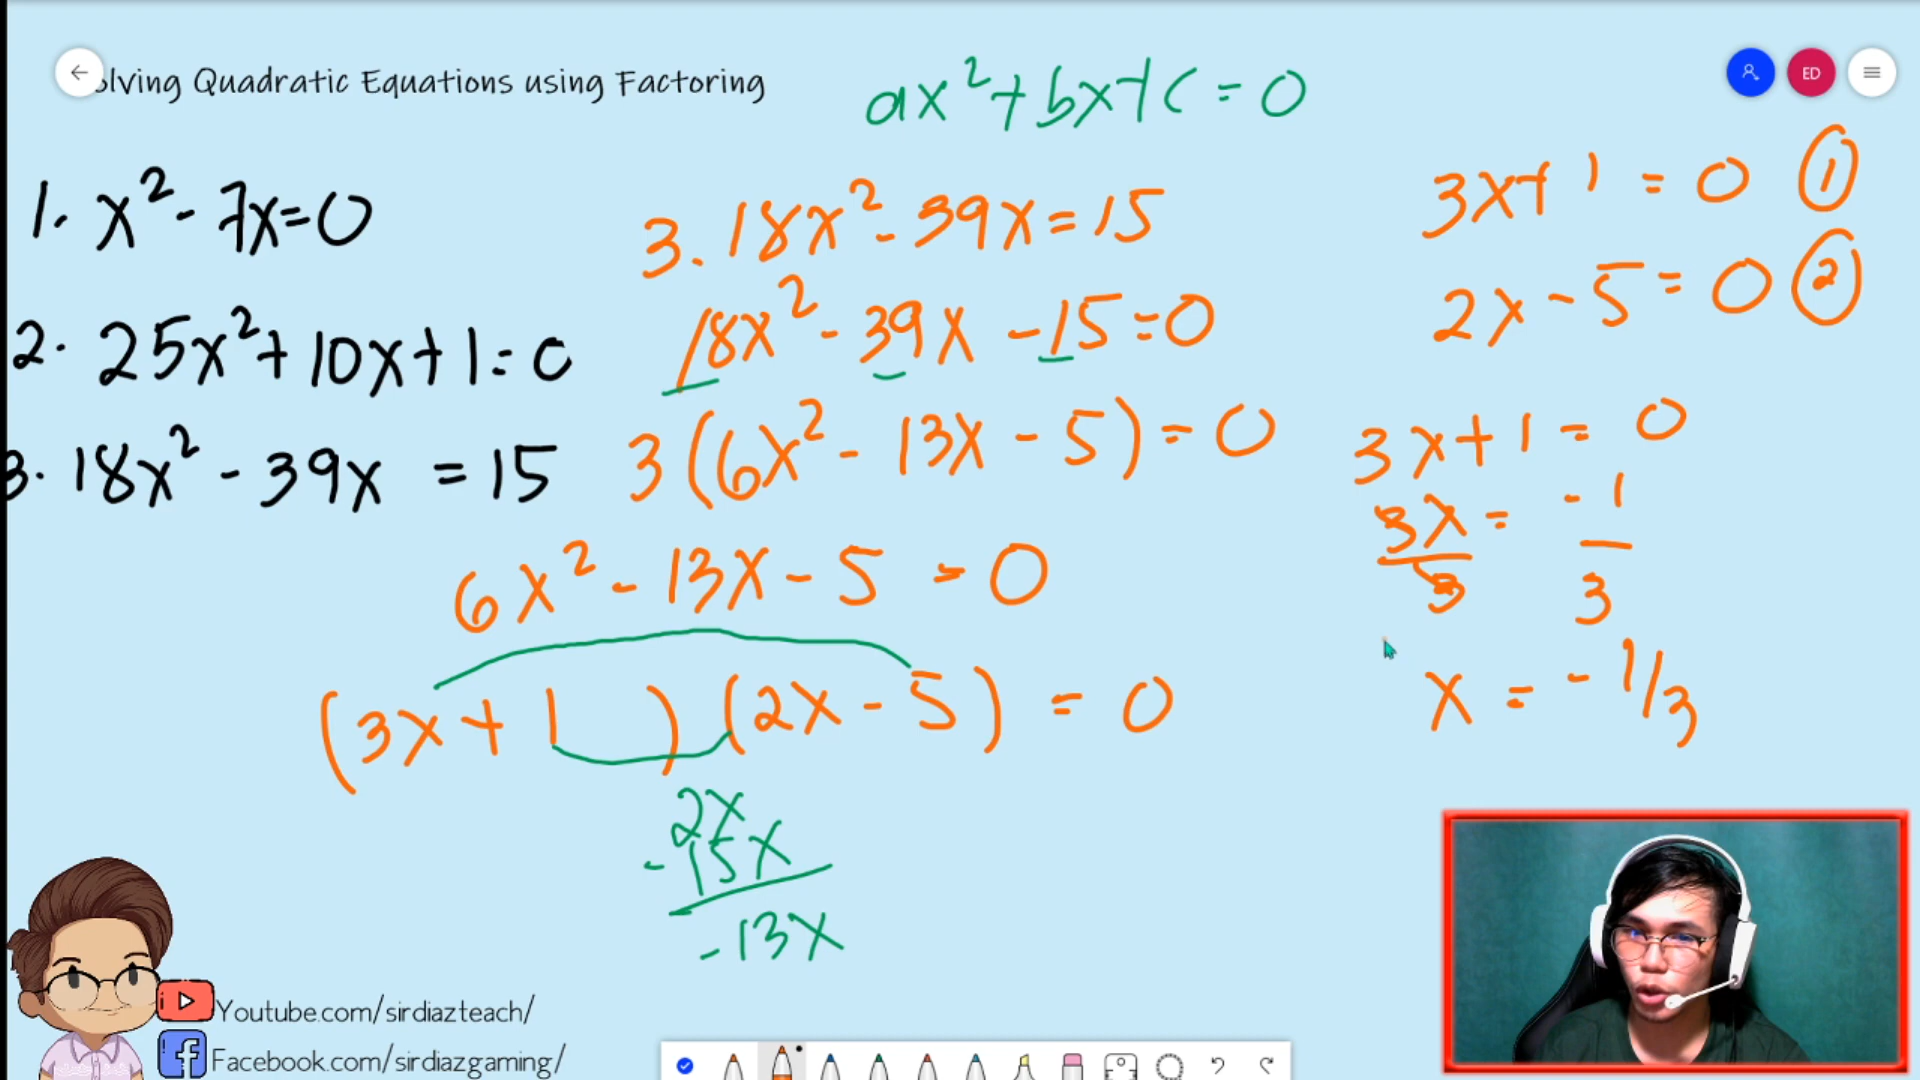 olving Quadratic Equations using Factoring
ax² + bx + c = 0
ED
1. x² - 7x = 0
2. 25x² + 10x + 1 = 0
3. 18x² - 39x = 15
3. 18x² - 39x = 15
18x² - 39x - 15 = 0
3(6x² - 13x - 5) = 0
6x² - 13x - 5 = 0
(3x + 1 )(2x - 5) = 0
2x
- 15x
- 13x
3x + 1 = 0 ①
2x - 5 = 0 ②
3x + 1 = 0
3x = - 1
3 3
x = - 1/3
Youtube.com/sirdiazteach/
Facebook.com/sirdiazgaming/